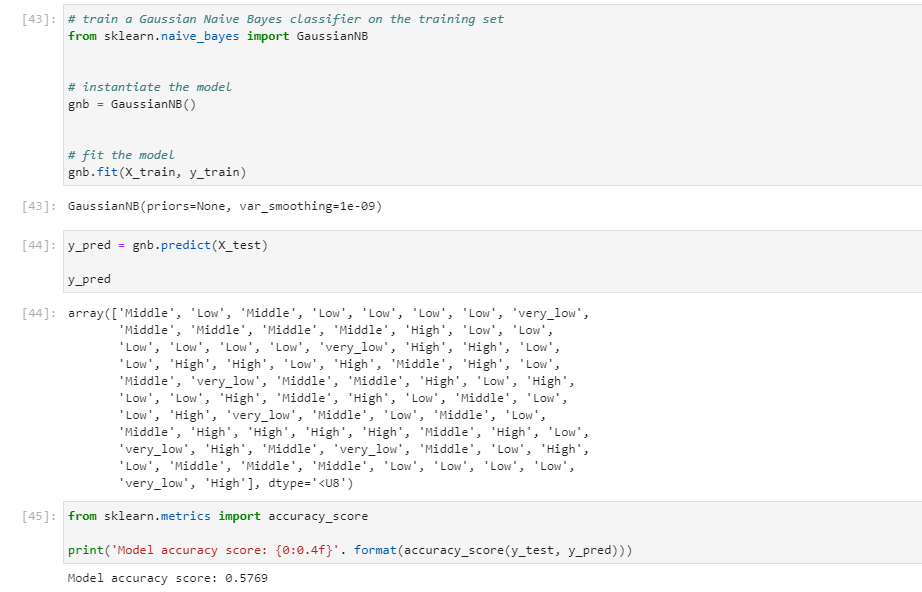 [43]: # train a Gaussian Naive Bayes classifier on the training set
from sklearn.naive_bayes import GaussianNB
# instantiate the model
gnb = GaussianNB()
# fit the model
gnb.fit(X_train, y_train)
[43]: GaussianNB(priors=None, var_smoothing=1e-09)
[44]: y_pred = gnb.predict(X_test)
y_pred
[44]: array(['Middle', 'Low', 'Middle', 'Low', 'Low', 'Low', 'Low', 'very_low',
'Middle', 'Middle', 'Middle', 'Middle', 'High', 'Low', 'Low',
'Low', 'Low', 'Low', 'Low', 'very_low', 'High', 'High', 'Low',
'Low', 'High', 'High', 'Low', 'High', 'Middle', 'High', 'Low',
'Middle', 'very_low', 'Middle', 'Middle', 'High', 'Low', 'High',
'Low', 'Low', 'High', 'Middle', 'High', 'Low', 'Middle', 'Low',
'Low', 'High', 'very_low', 'Middle', 'Low', 'Middle', 'Low',
'Middle', 'High', 'High', 'High', 'High', 'Middle', 'High', 'Low',
'very_low', 'High', 'Middle', 'very_low', 'Middle', 'Low', 'High',
'Low', 'Middle', 'Middle', 'Middle', 'Low', 'Low', 'Low', 'Low',
'very_low', 'High'], dtype='<U8')
[45]: from sklearn.metrics import accuracy_score
print('Model accuracy score: {0:0.4f}'. format(accuracy_score(y_test, y_pred)))
Model accuracy score: 0.5769